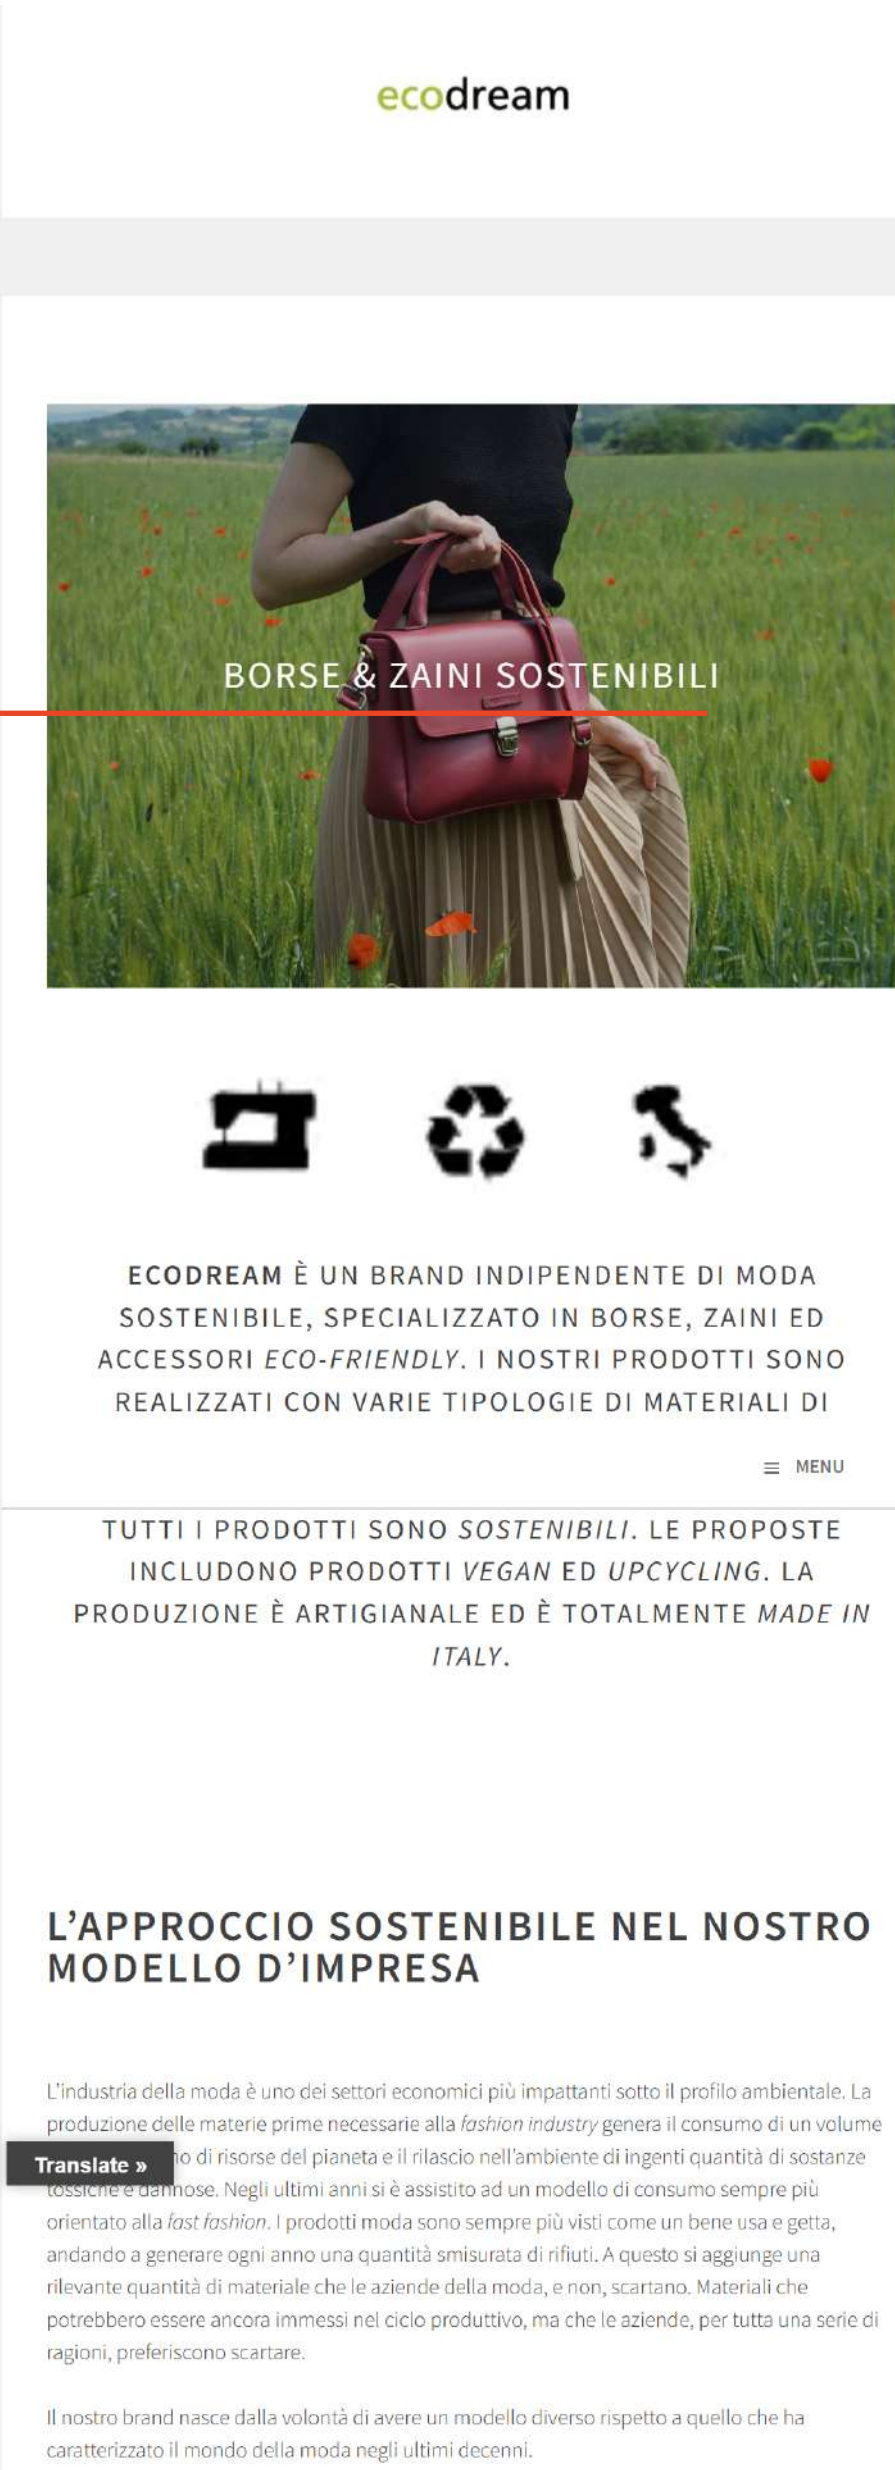 ecodream
BORSE & ZAINI SOSTENIBILI
ECODREAM È UN BRAND INDIPENDENTE DI MODA
SOSTENIBILE, SPECIALIZZATO IN BORSE, ZAINI ED
ACCESSORI ECO-FRIENDLY. I NOSTRI PRODOTTI SONO
REALIZZATI CON VARIE TIPOLOGIE DI MATERIALI DI
☰ MENU
TUTTI I PRODOTTI SONO SOSTENIBILI. LE PROPOSTE
INCLUDONO PRODOTTI VEGAN ED UPCYCLING. LA
PRODUZIONE È ARTIGIANALE ED È TOTALMENTE MADE IN
ITALY.
L’APPROCCIO SOSTENIBILE NEL NOSTRO
MODELLO D’IMPRESA
L’industria della moda è uno dei settori economici più impattanti sotto il profilo ambientale. La
produzione delle materie prime necessarie alla fashion industry genera il consumo di un volume
Translate »
di risorse del pianeta e il rilascio nell’ambiente di ingenti quantità di sostanze
tossiche e dannose. Negli ultimi anni si è assistito ad un modello di consumo sempre più
orientato alla fast fashion. I prodotti moda sono sempre più visti come un bene usa e getta,
andando a generare ogni anno una quantità smisurata di rifiuti. A questo si aggiunge una
rilevante quantità di materiale che le aziende della moda, e non, scartano. Materiali che
potrebbero essere ancora immessi nel ciclo produttivo, ma che le aziende, per tutta una serie di
ragioni, preferiscono scartare.
Il nostro brand nasce dalla volontà di avere un modello diverso rispetto a quello che ha
caratterizzato il mondo della moda negli ultimi decenni.